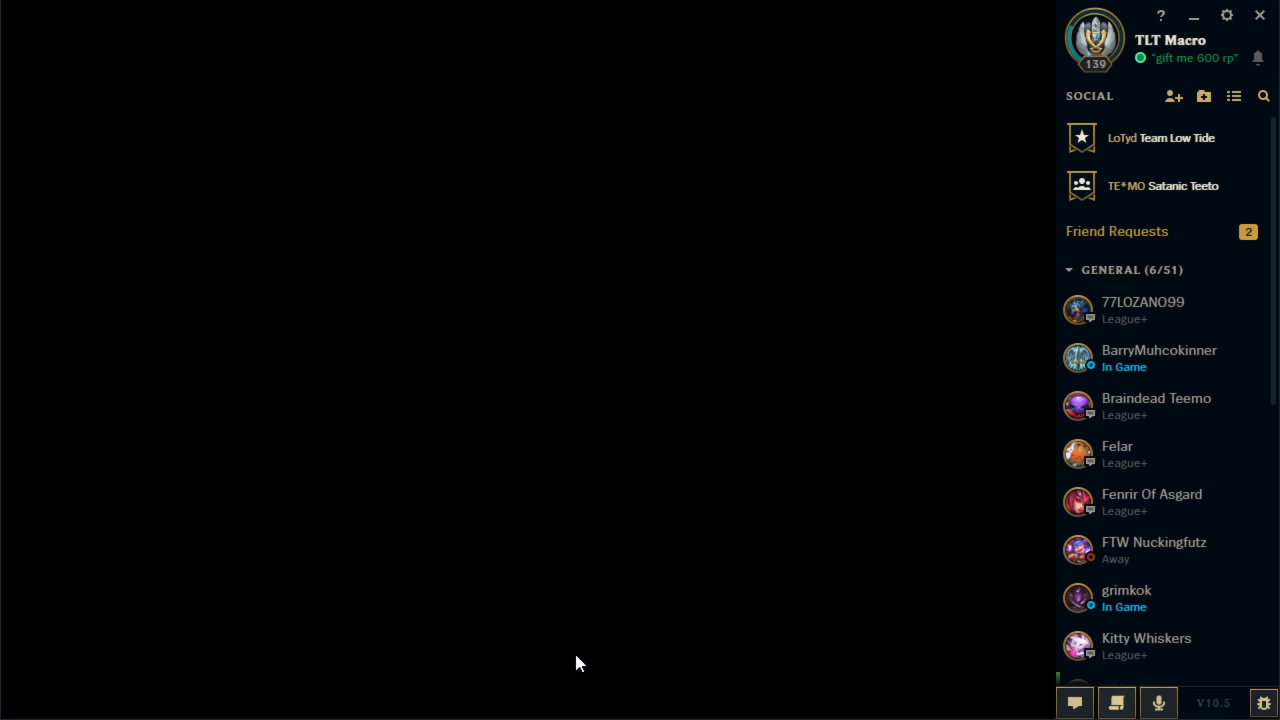 ?
TLT Macro
139
"gift me 600 rp"
SOCIAL
LoTyd Team Low Tide
TE*MO Satanic Teeto
Friend Requests
2
GENERAL (6/51)
77LOZANO99
League+
BarryMuhcokinner
In Game
Braindead Teemo
League+
Felar
League+
Fenrir Of Asgard
League+
FTW Nuckingfutz
Away
grimkok
In Game
Kitty Whiskers
League+
V10.5